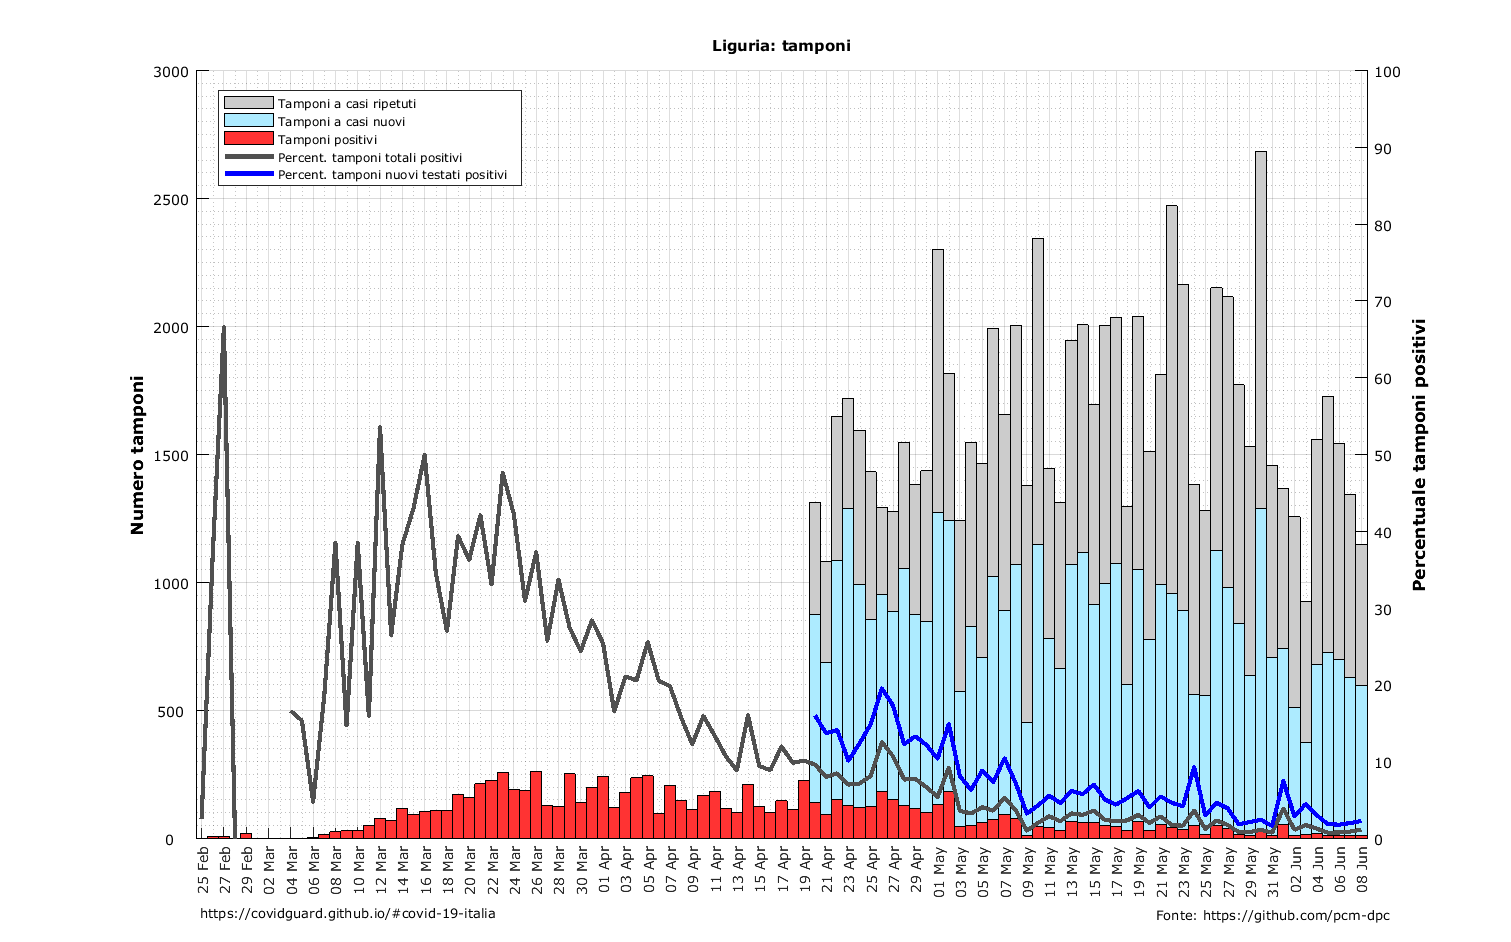 Liguria: tamponi
Tamponi a casi ripetuti
Tamponi a casi nuovi
Tamponi positivi
Percent. tamponi totali positivi
Percent. tamponi nuovi testati positivi
Numero tamponi
3000
2500
2000
1500
1000
500
0
Percentuale tamponi positivi
100
90
80
70
60
50
40
30
20
10
0
25 Feb
27 Feb
29 Feb
02 Mar
04 Mar
06 Mar
08 Mar
10 Mar
12 Mar
14 Mar
16 Mar
18 Mar
20 Mar
22 Mar
24 Mar
26 Mar
28 Mar
30 Mar
01 Apr
03 Apr
05 Apr
07 Apr
09 Apr
11 Apr
13 Apr
15 Apr
17 Apr
19 Apr
21 Apr
23 Apr
25 Apr
27 Apr
29 Apr
01 May
03 May
05 May
07 May
09 May
11 May
13 May
15 May
17 May
19 May
21 May
23 May
25 May
27 May
29 May
31 May
02 Jun
04 Jun
06 Jun
08 Jun
https://covidguard.github.io/#covid-19-italia
Fonte: https://github.com/pcm-dpc